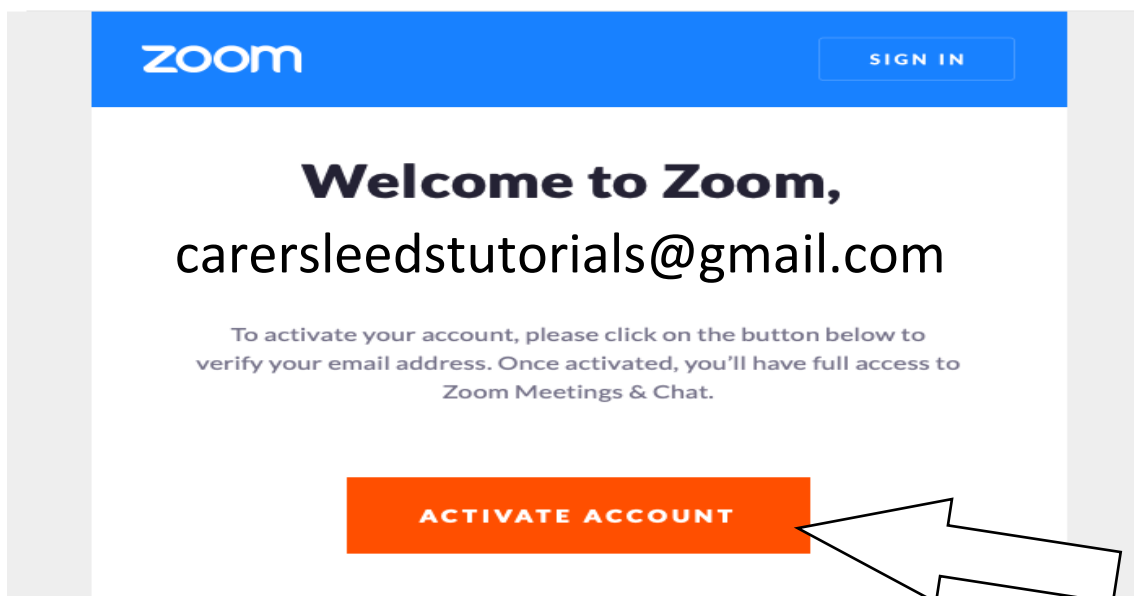 zoom
SIGN IN
Welcome to Zoom,
carersleedstutorials@gmail.com
To activate your account, please click on the button below to
verify your email address. Once activated, you’ll have full access to
Zoom Meetings & Chat.
ACTIVATE ACCOUNT